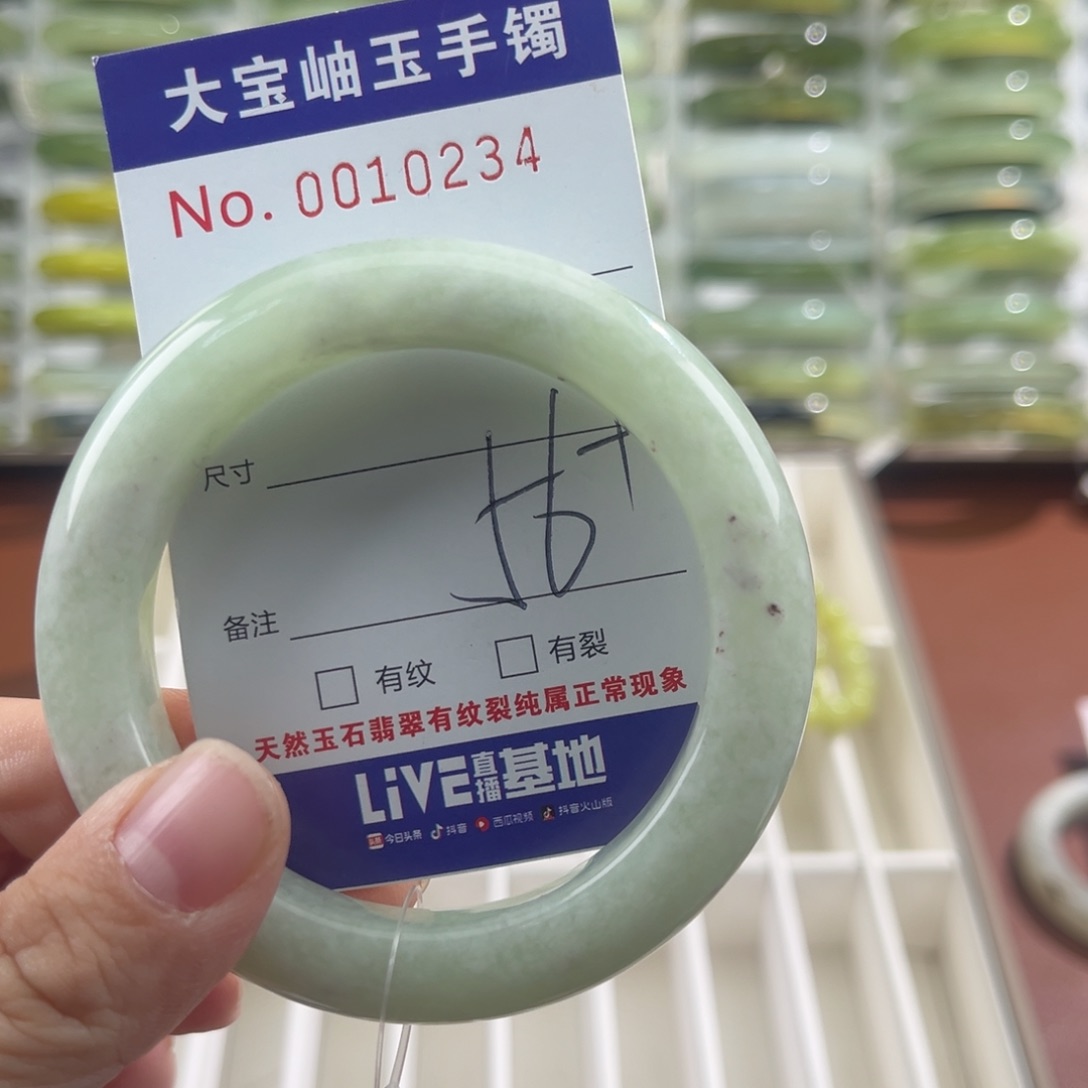 大宝岫玉手镯
No. 0010234
尺寸
56
备注
有纹 有裂
天然玉石翡翠有纹裂纯属正常现象
LiVE直播基地
今日头条 抖音 西瓜视频 抖音火山版